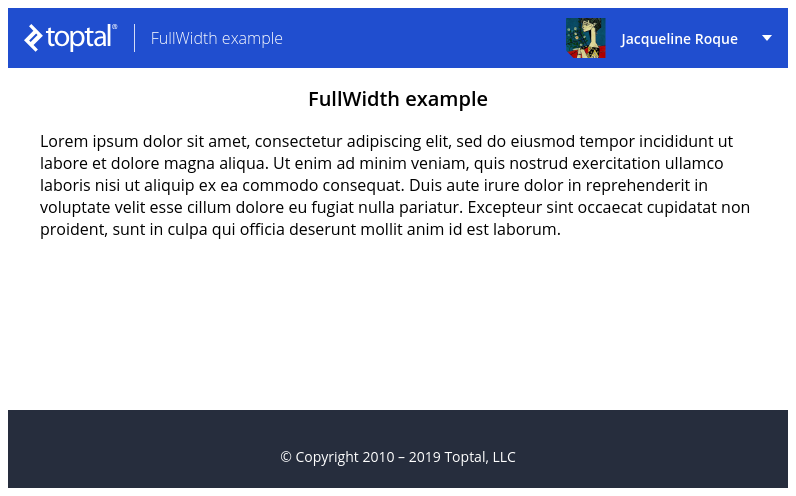 toptal® FullWidth example Jacqueline Roque
FullWidth example
Lorem ipsum dolor sit amet, consectetur adipiscing elit, sed do eiusmod tempor incididunt ut
labore et dolore magna aliqua. Ut enim ad minim veniam, quis nostrud exercitation ullamco
laboris nisi ut aliquip ex ea commodo consequat. Duis aute irure dolor in reprehenderit in
voluptate velit esse cillum dolore eu fugiat nulla pariatur. Excepteur sint occaecat cupidatat non
proident, sunt in culpa qui officia deserunt mollit anim id est laborum.
© Copyright 2010 – 2019 Toptal, LLC